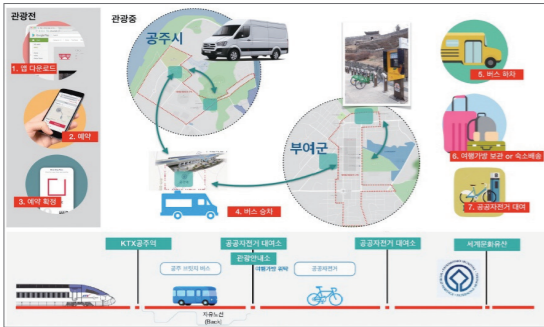 관광전
1. 앱 다운로드
2. 예약
3. 예약 확정
관광중
공주시
부여군
4. 버스 승차
5. 버스 하차
6. 여행가방 보관 or 숙소배송
7. 공공자전거 대여
KTX공주역
공공자전거 대여소
관광안내소
공공자전거 대여소
세계문화유산
공주 브릿지 버스
여행가방 위탁
공공자전거
자유노선